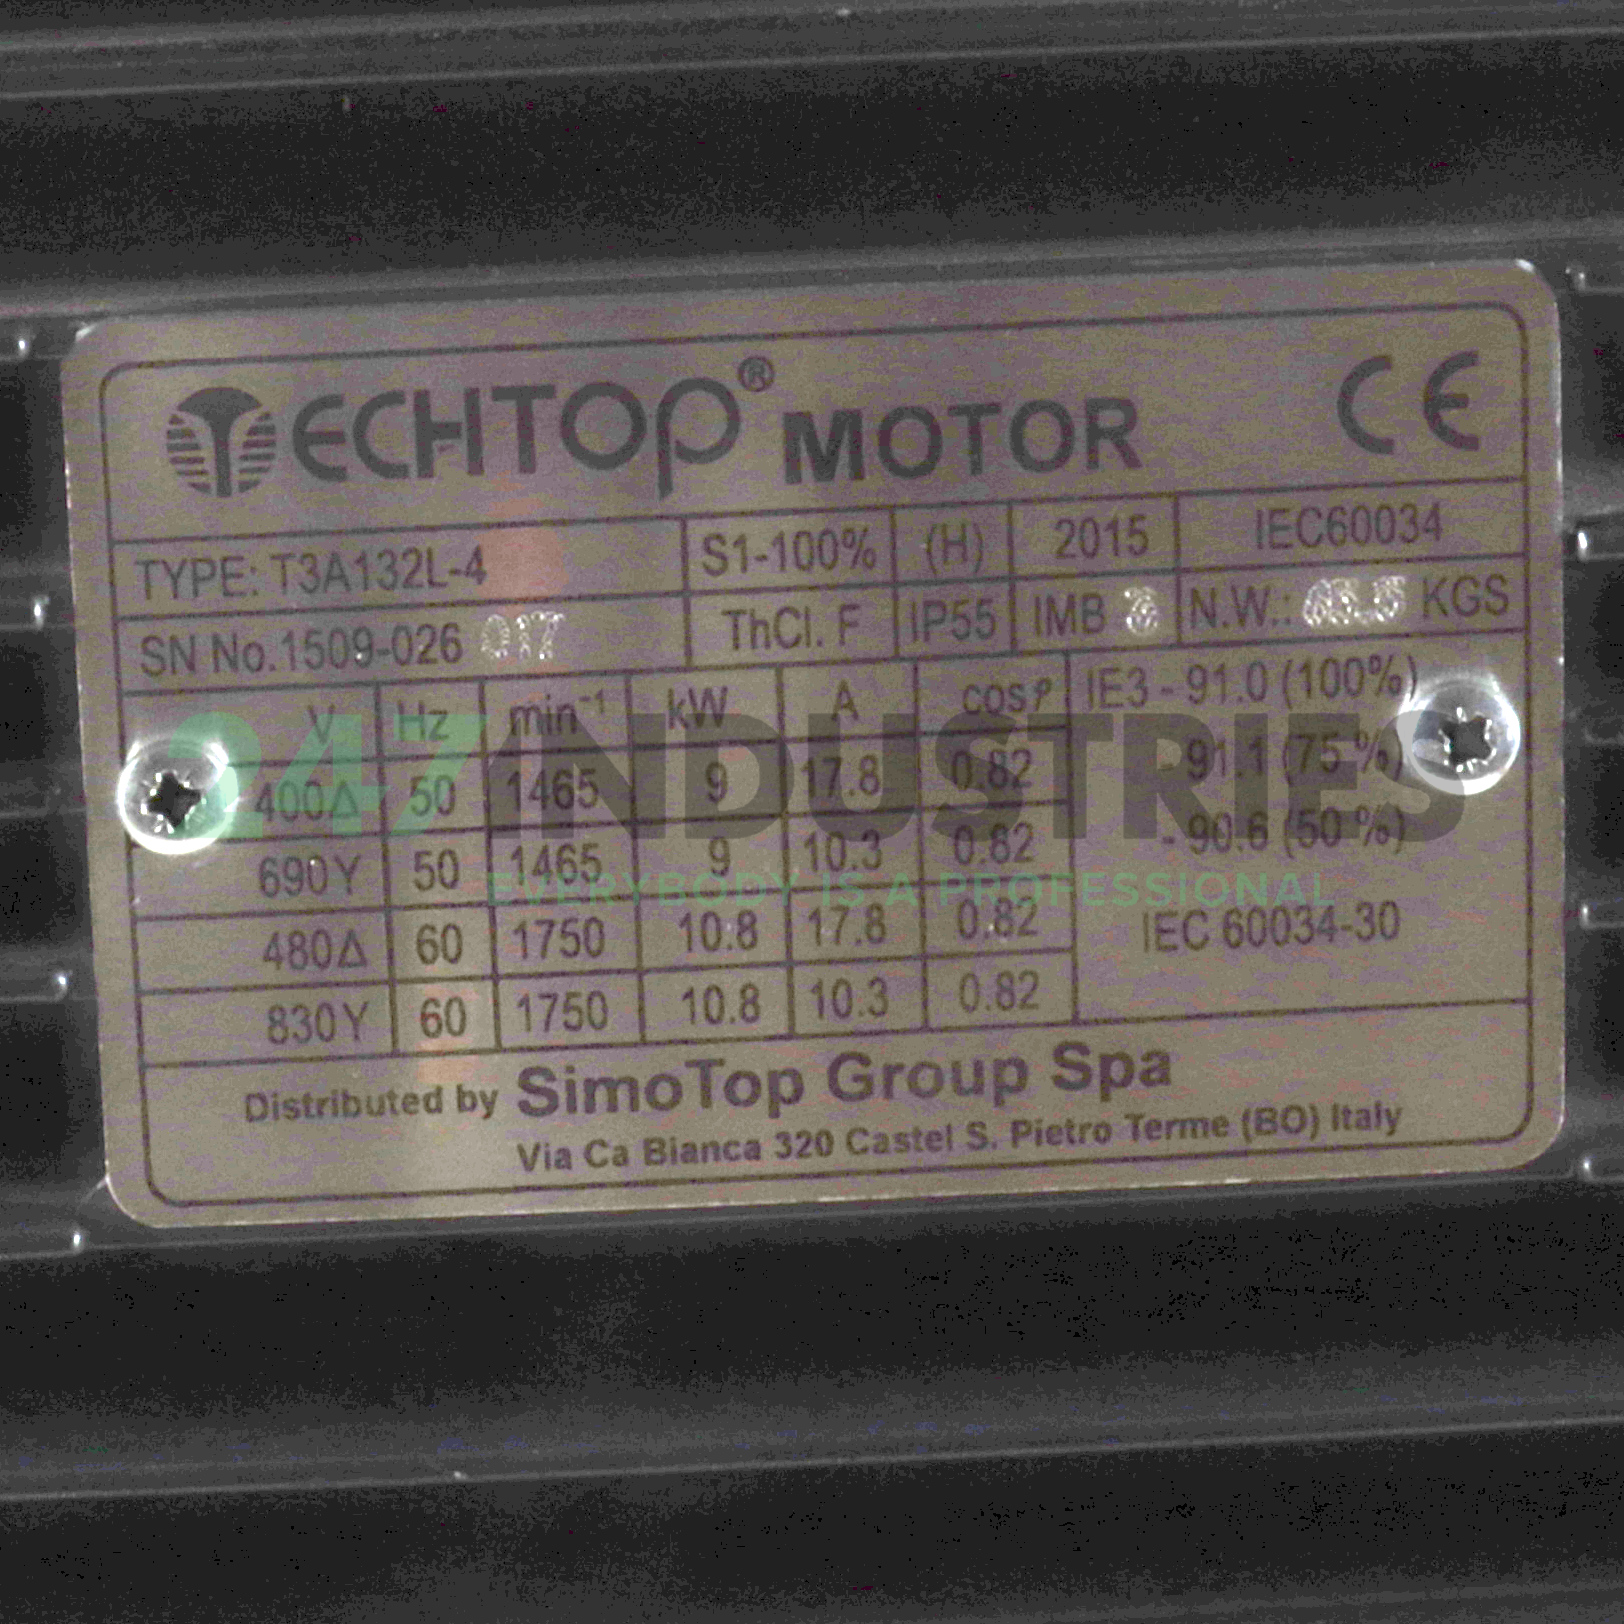 TECHTOP® MOTOR CE
TYPE: T3A132L-4 S1-100% (H) 2015 IEC60034
SN No.1509-026 017 ThCl. F IP55 IMB N.W.: KGS
V Hz min⁻¹ kW A cosφ IE3 - 91.0 (100%)
400Δ 50 1465 9 17.8 0.82 - 91.1 (75 %)
690Y 50 1465 9 10.3 0.82 - 90.6 (50 %)
480Δ 60 1750 10.8 17.8 0.82 IEC 60034-30
830Y 60 1750 10.8 10.3 0.82
Distributed by SimoTop Group Spa
Via Ca Bianca 320 Castel S. Pietro Terme (BO) Italy
247INDUSTRIES
EVERYBODY IS A PROFESSIONAL